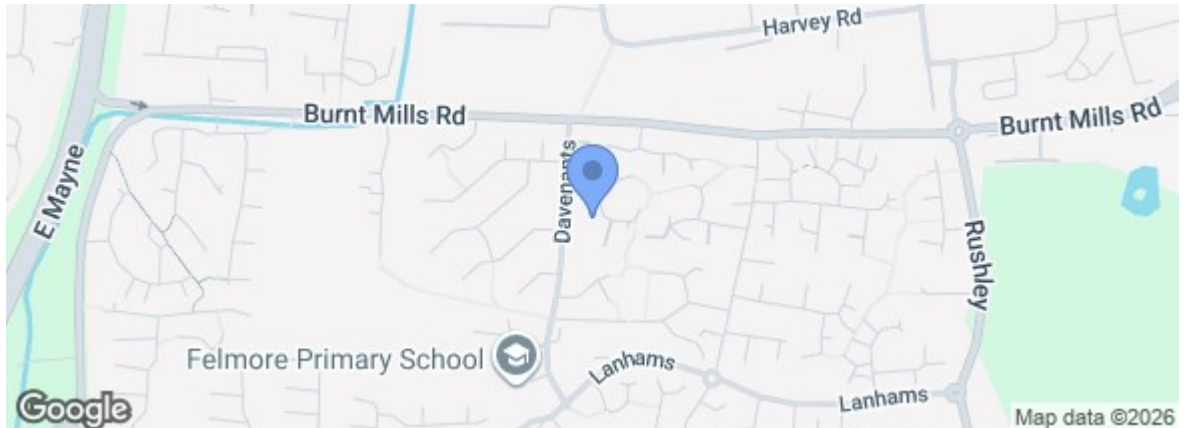 Harvey Rd
Burnt Mills Rd
Burnt Mills Rd
E Mayne
Davenants
Rushley
Felmore Primary School
Lanhams
Lanhams
Google
Map data ©2026